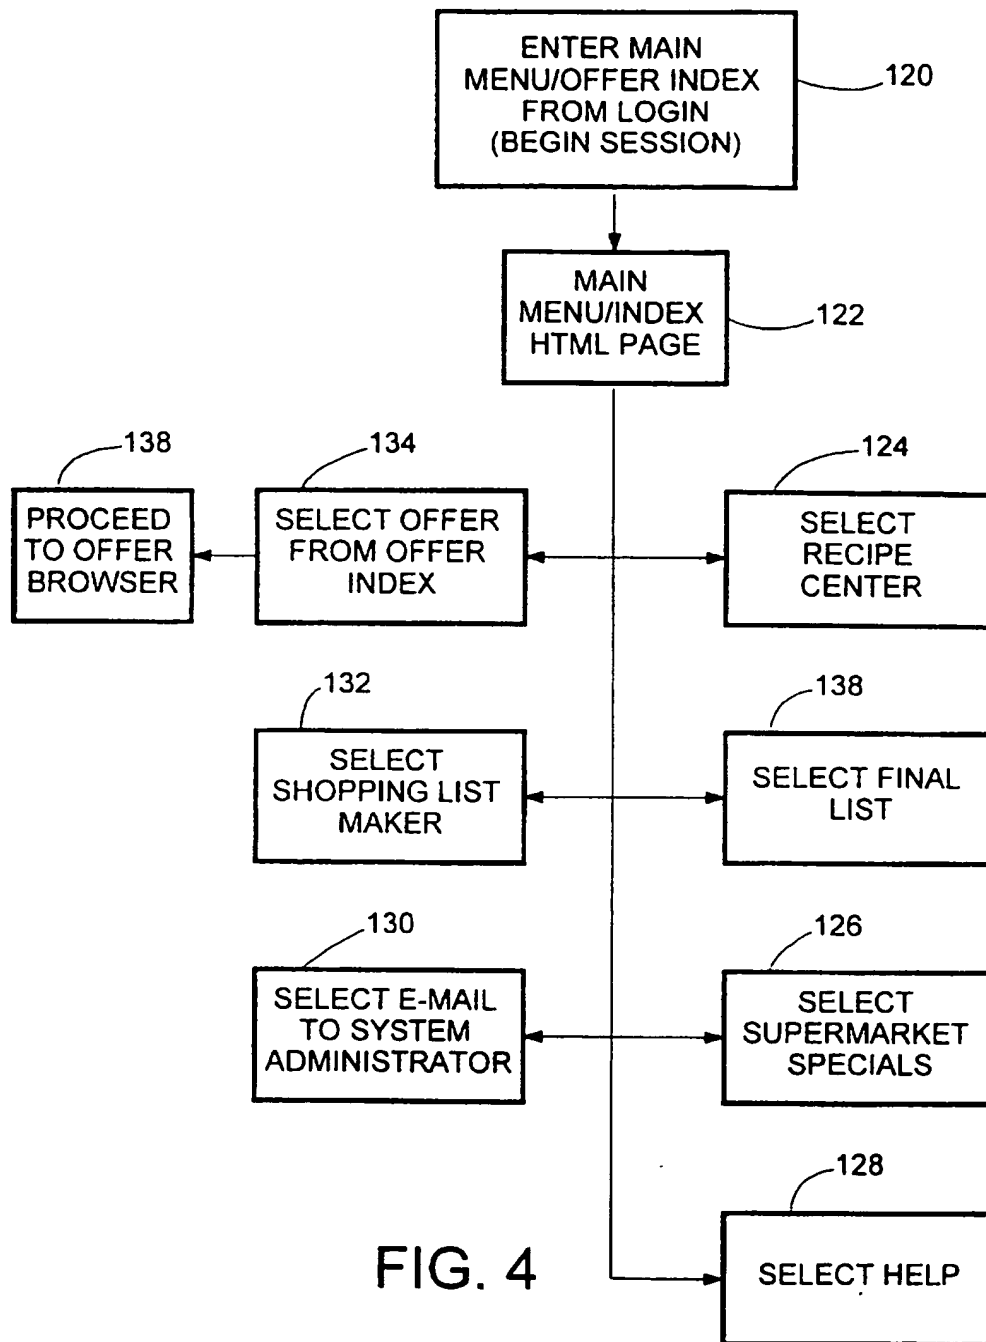 ENTER MAIN
MENU/OFFER INDEX
FROM LOGIN
(BEGIN SESSION)
120
MAIN
MENU/INDEX
HTML PAGE
122
138
PROCEED
TO OFFER
BROWSER
134
SELECT OFFER
FROM OFFER
INDEX
124
SELECT
RECIPE
CENTER
132
SELECT
SHOPPING LIST
MAKER
138
SELECT FINAL
LIST
130
SELECT E-MAIL
TO SYSTEM
ADMINISTRATOR
126
SELECT
SUPERMARKET
SPECIALS
128
SELECT HELP
FIG. 4